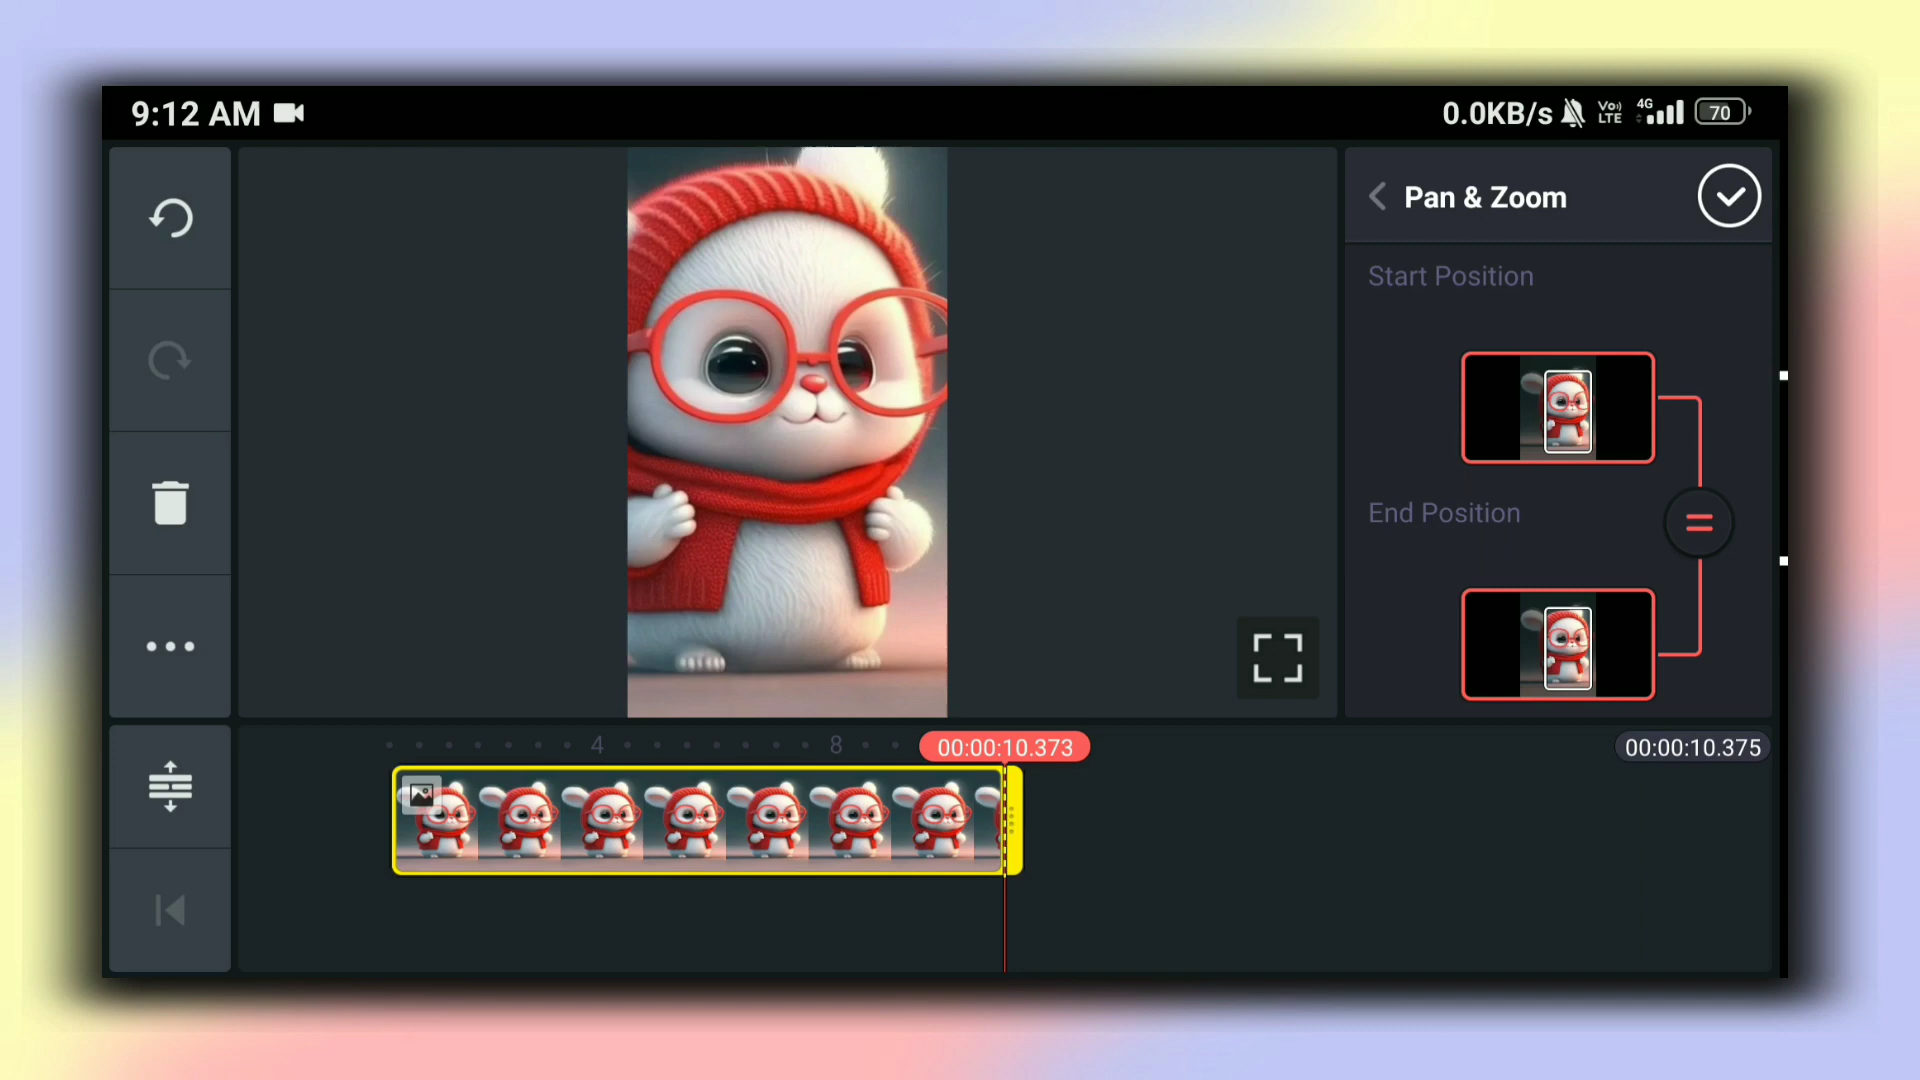 9:12 AM
0.0KB/s Vo)) LTE 4G 70
Pan & Zoom
Start Position
End Position
4 8 00:00:10.373 00:00:10.375